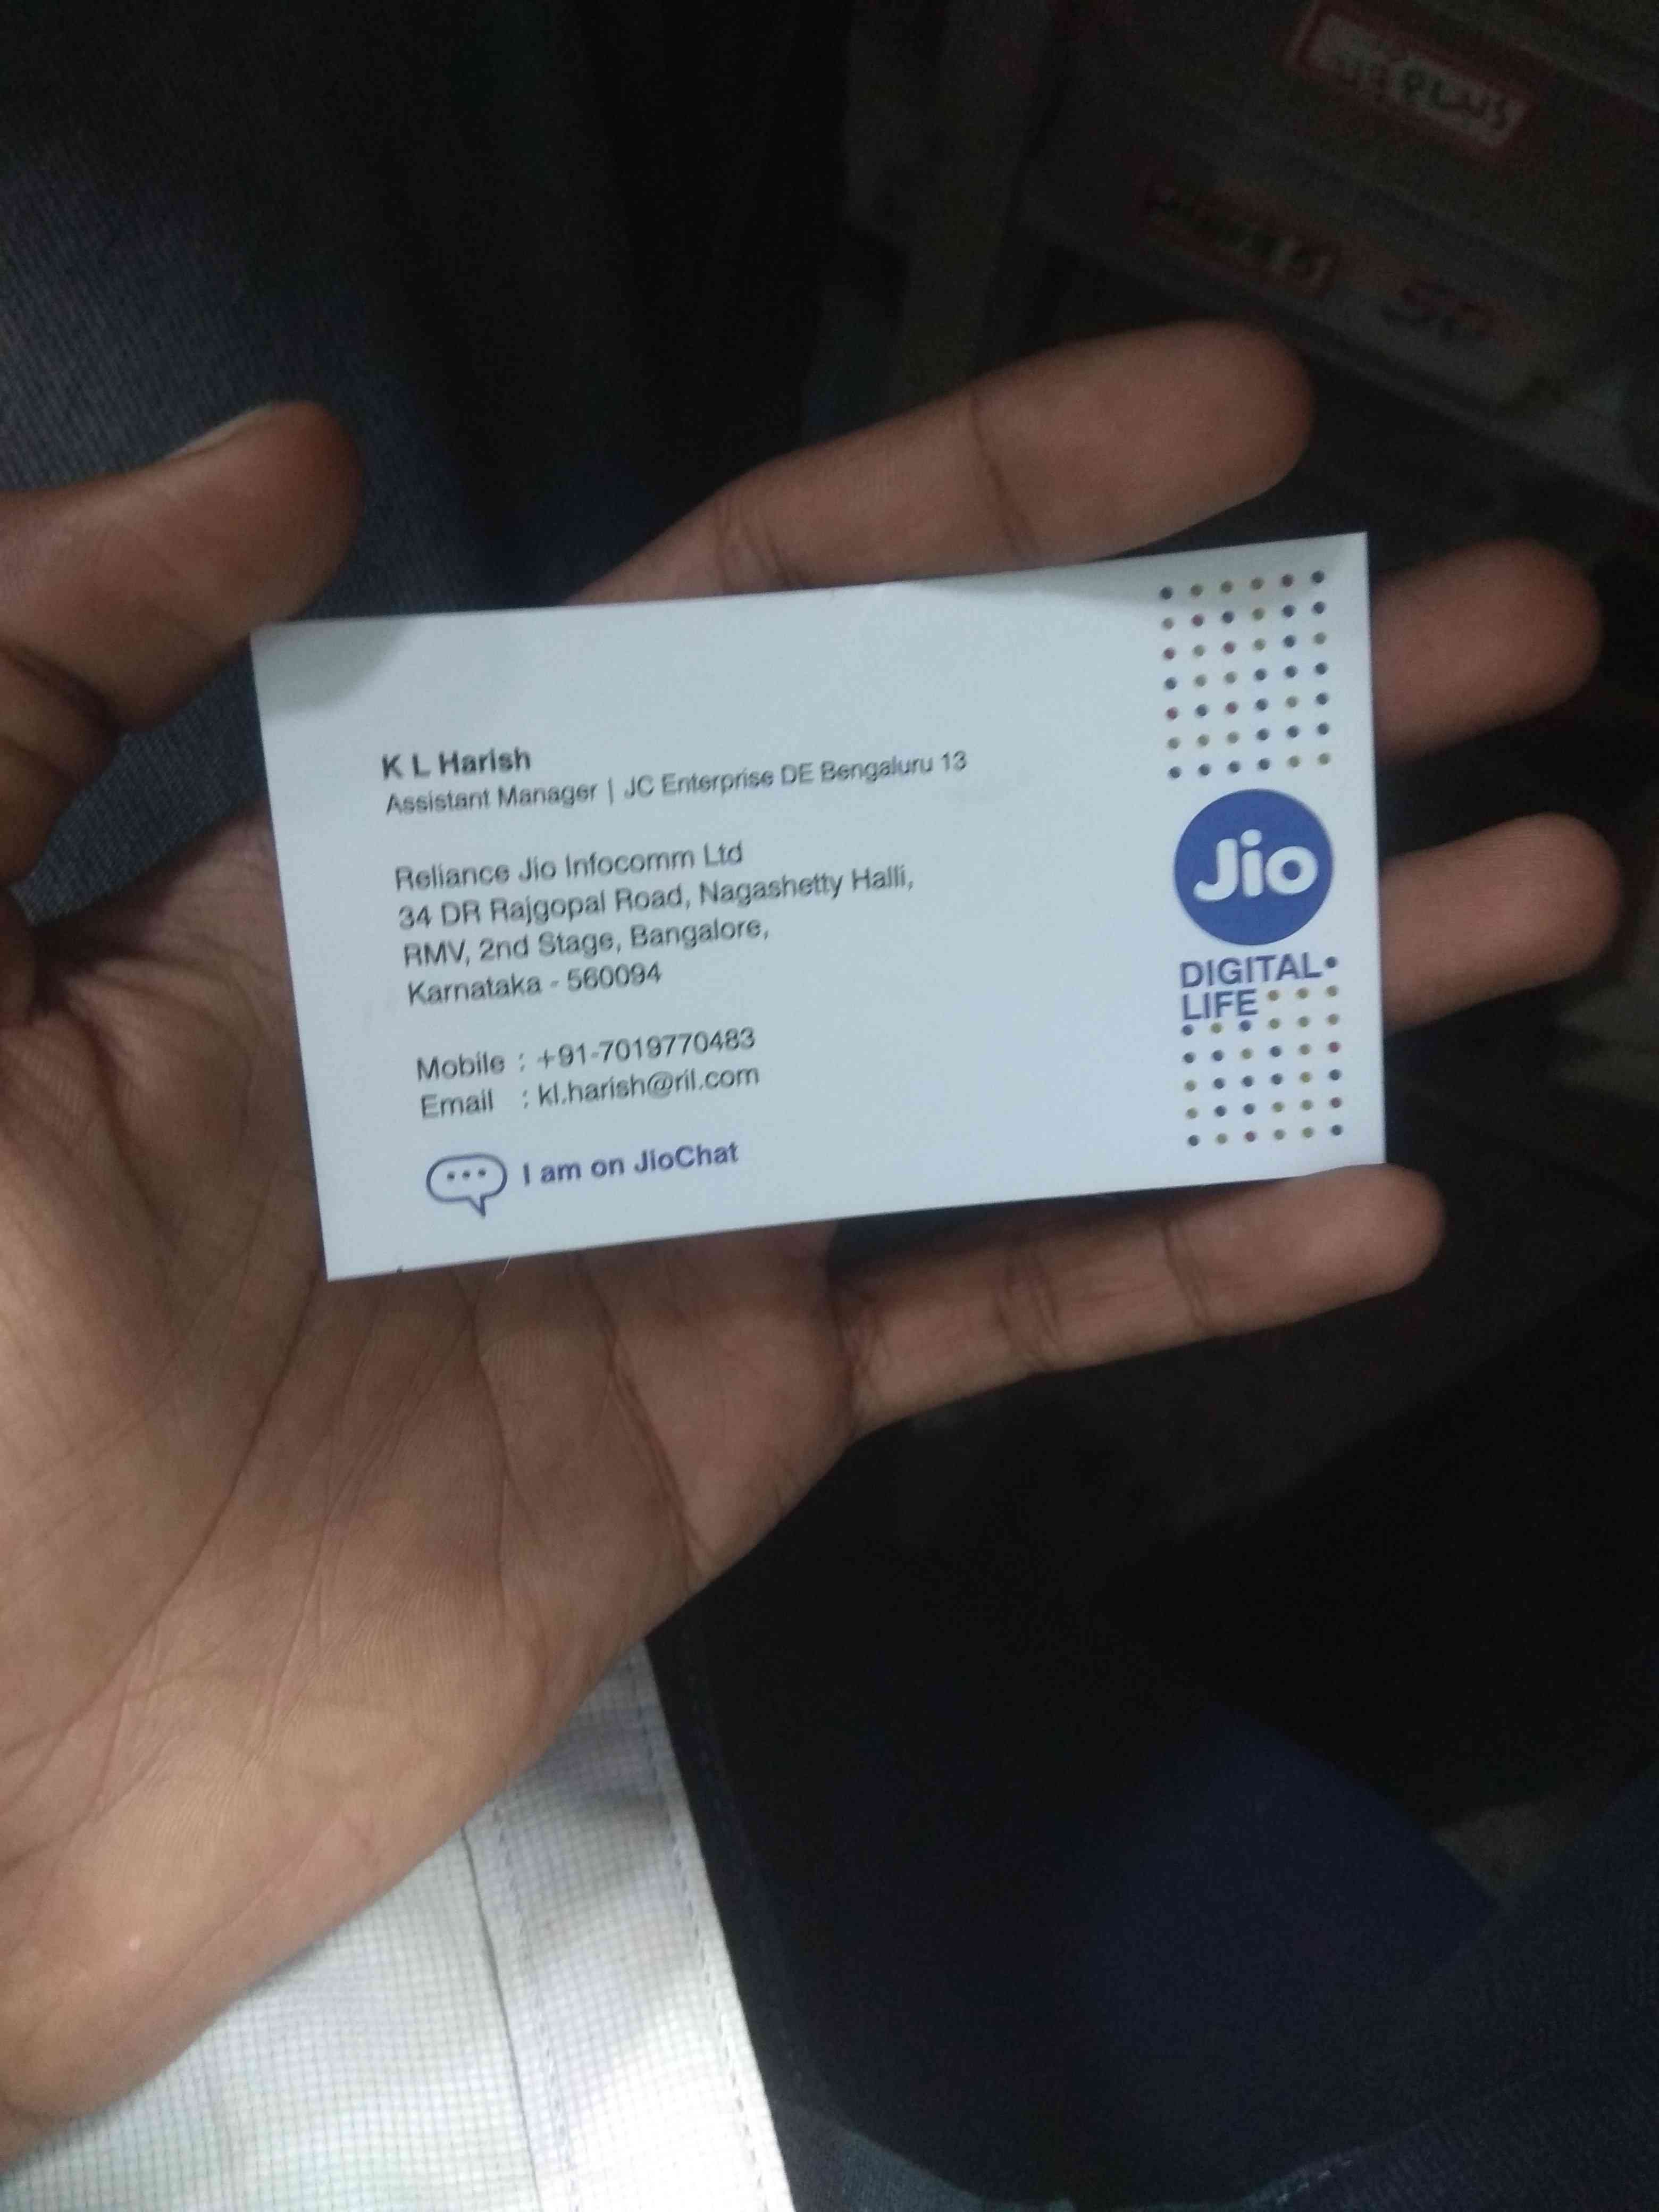 K L Harish
Assistant Manager | JC Enterprise DE Bengaluru 13
Reliance Jio Infocomm Ltd
34 DR Rajgopal Road, Nagashetty Halli,
RMV, 2nd Stage, Bangalore,
Karnataka - 560094
Mobile : +91-7019770483
Email : kl.harish@ril.com
I am on JioChat
Jio
DIGITAL
LIFE